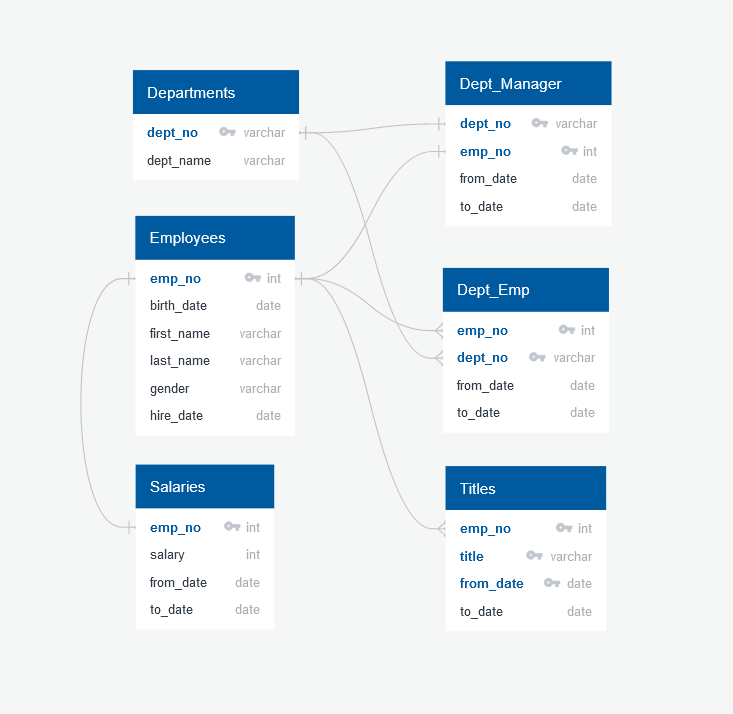 Departments
dept_no varchar
dept_name varchar
Employees
emp_no int
birth_date date
first_name varchar
last_name varchar
gender varchar
hire_date date
Salaries
emp_no int
salary int
from_date date
to_date date
Dept_Manager
dept_no varchar
emp_no int
from_date date
to_date date
Dept_Emp
emp_no int
dept_no varchar
from_date date
to_date date
Titles
emp_no int
title varchar
from_date date
to_date date